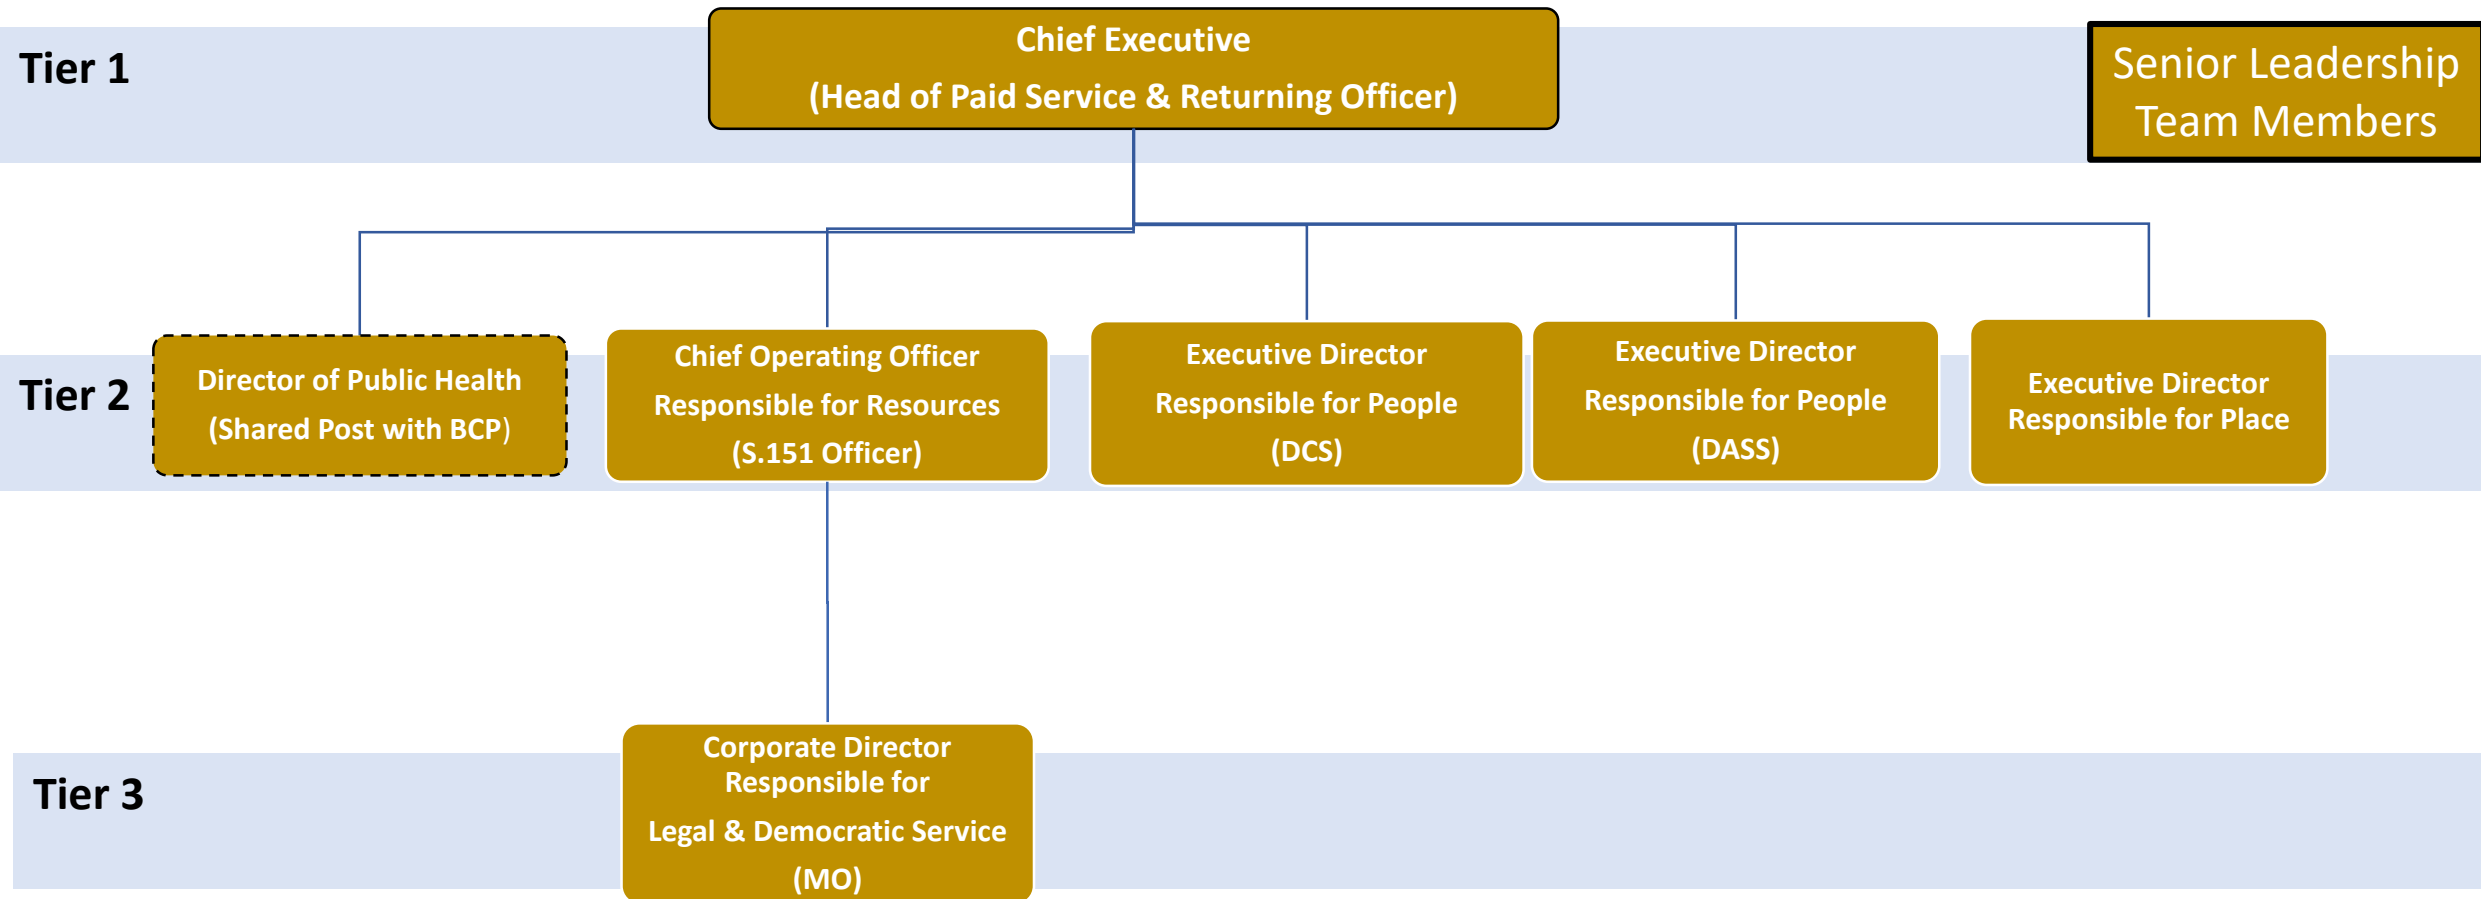 Tier 1
Chief Executive
(Head of Paid Service & Returning Officer)
Senior Leadership
Team Members
Tier 2
Director of Public Health
(Shared Post with BCP)
Chief Operating Officer
Responsible for Resources
(S.151 Officer)
Executive Director
Responsible for People
(DCS)
Executive Director
Responsible for People
(DASS)
Executive Director
Responsible for Place
Tier 3
Corporate Director
Responsible for
Legal & Democratic Service
(MO)